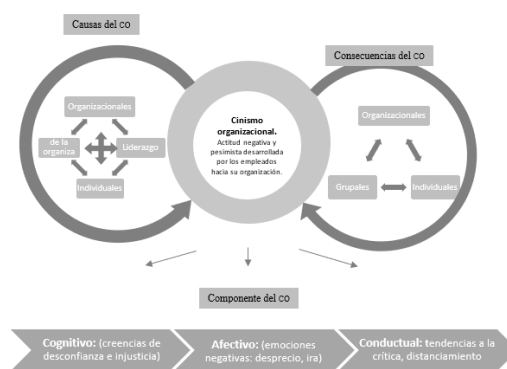 Causas del CO
Organizacionales
de la organiza
Liderazgo
Individuales
Cinismo
organizacional.
Actitud negativa y
pesimista desarrollada
por los empleados
hacia su organización.
Consecuencias del CO
Organizacionales
Grupales
Individuales
Componente del CO
Cognitivo: (creencias de
desconfianza e injusticia)
Afectivo: (emociones
negativas: desprecio, ira)
Conductual: tendencias a la
crítica, distanciamiento